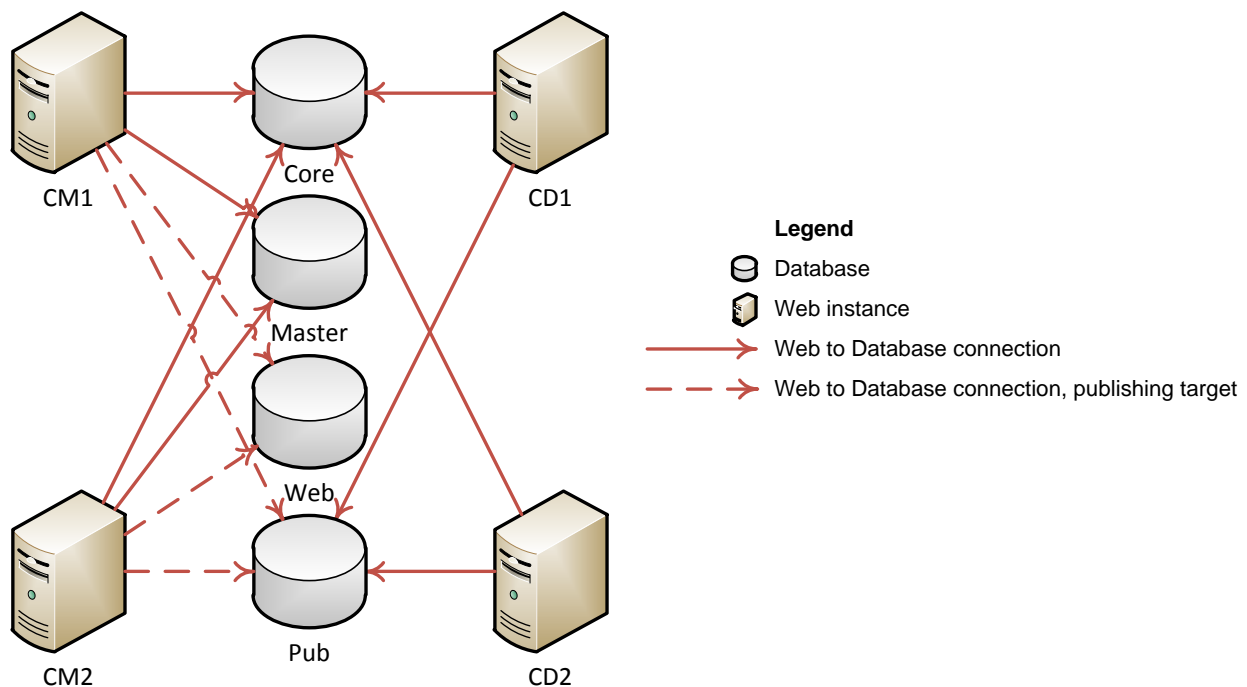 Core
CM1
CD1
Master
Web
Pub
CM2
CD2
Legend
Database
Web instance
Web to Database connection
Web to Database connection, publishing target